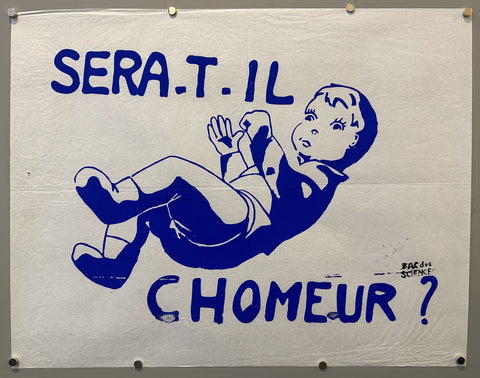 SERA.T.IL
FAC des
SCIENCE
CHOMEUR ?